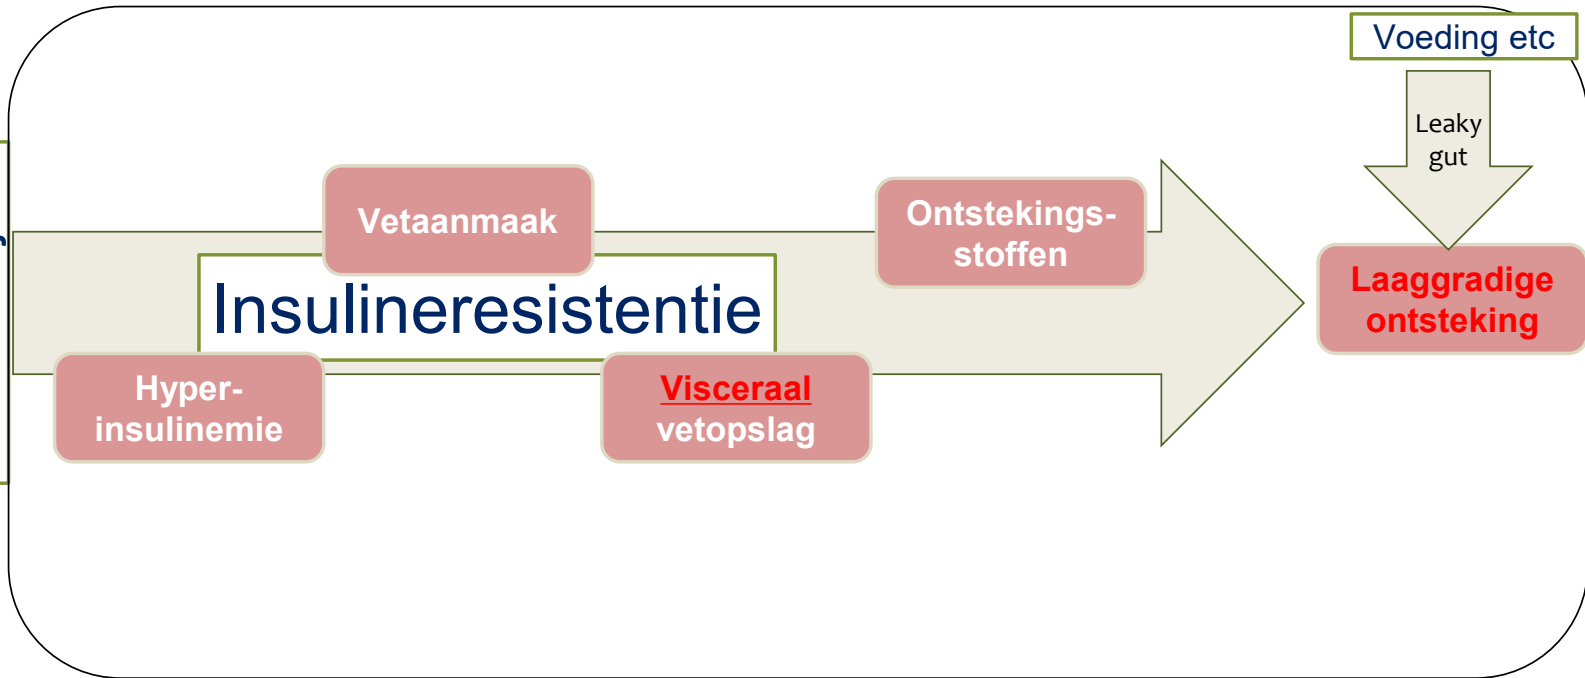 Voeding etc
Leaky
gut
Vetaanmaak
Ontstekings-
stoffen
Insulineresistentie
Laaggradige
ontsteking
Hyper-
insulinemie
Visceraal
vetopslag